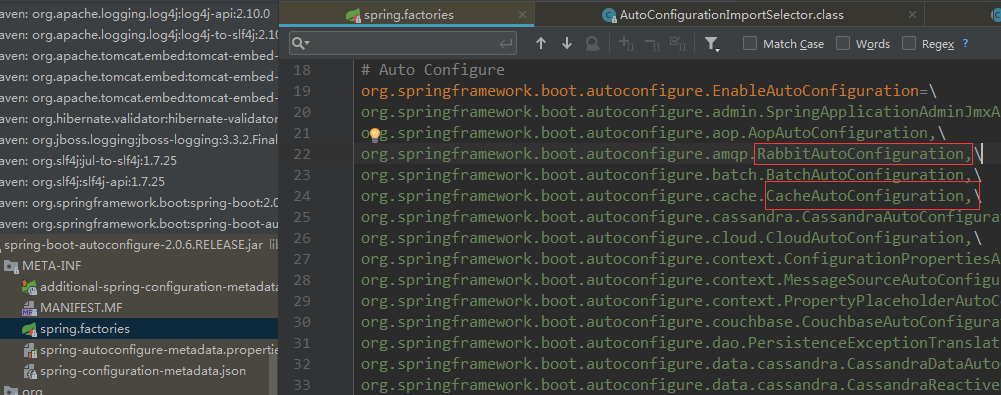 aven: org.apache.logging.log4j:log4j-api:2.10.0
aven: org.apache.logging.log4j:log4j-to-slf4j:2.10
aven: org.apache.tomcat.embed:tomcat-embed-
aven: org.apache.tomcat.embed:tomcat-embed-
aven: org.apache.tomcat.embed:tomcat-embed-
aven: org.hibernate.validator:hibernate-validator
aven: org.jboss.logging:jboss-logging:3.3.2.Final
aven: org.slf4j:jul-to-slf4j:1.7.25
aven: org.slf4j:slf4j-api:1.7.25
aven: org.springframework.boot:spring-boot:2.0
aven: org.springframework.boot:spring-boot-aut
spring-boot-autoconfigure-2.0.6.RELEASE.jar lib
META-INF
additional-spring-configuration-metadata
MANIFEST.MF
spring.factories
spring-autoconfigure-metadata.propertie
spring-configuration-metadata.json
org
spring.factories
AutoConfigurationImportSelector.class
Match Case
Words
Regex ?
18 # Auto Configure
19 org.springframework.boot.autoconfigure.EnableAutoConfiguration=\
20 org.springframework.boot.autoconfigure.admin.SpringApplicationAdminJmxA
21 org.springframework.boot.autoconfigure.aop.AopAutoConfiguration,\
22 org.springframework.boot.autoconfigure.amqp.RabbitAutoConfiguration,\
23 org.springframework.boot.autoconfigure.batch.BatchAutoConfiguration,\
24 org.springframework.boot.autoconfigure.cache.CacheAutoConfiguration,\
25 org.springframework.boot.autoconfigure.cassandra.CassandraAutoConfigura
26 org.springframework.boot.autoconfigure.cloud.CloudAutoConfiguration,\
27 org.springframework.boot.autoconfigure.context.ConfigurationPropertiesA
28 org.springframework.boot.autoconfigure.context.MessageSourceAutoConfigu
29 org.springframework.boot.autoconfigure.context.PropertyPlaceholderAutoC
30 org.springframework.boot.autoconfigure.couchbase.CouchbaseAutoConfigura
31 org.springframework.boot.autoconfigure.dao.PersistenceExceptionTranslat
32 org.springframework.boot.autoconfigure.data.cassandra.CassandraDataAuto
33 org.springframework.boot.autoconfigure.data.cassandra.CassandraReactive